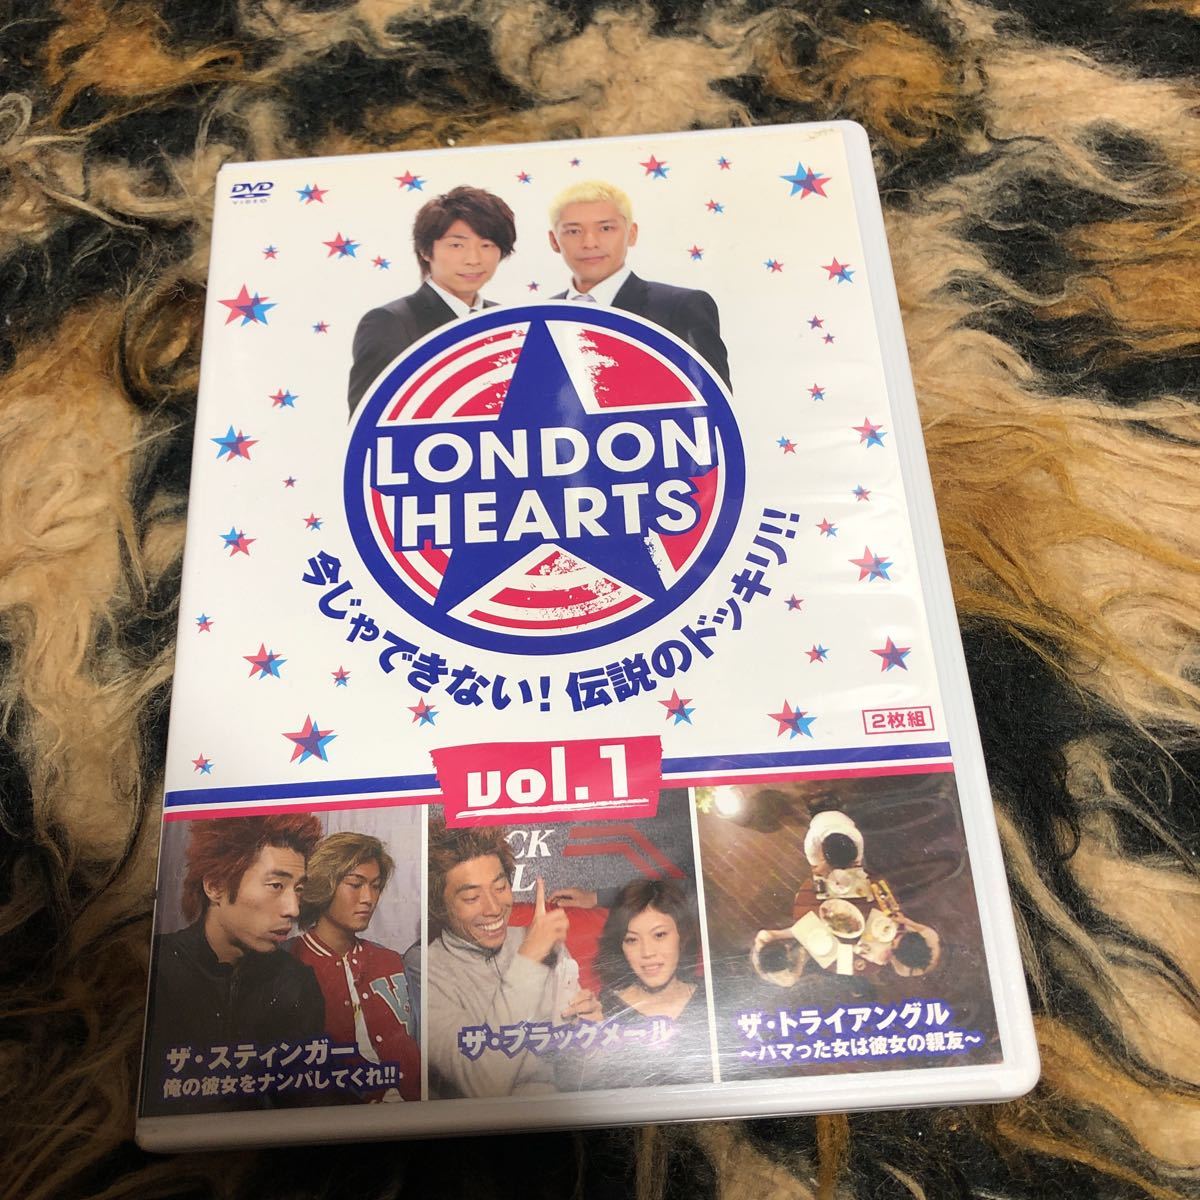 DVD
VIDEO
LONDON
HEARTS
今じゃできない！伝説のドッキリ!!
2枚組
vol.1
CK
L
ザ・スティンガー
俺の彼女をナンパしてくれ!!
ザ・ブラックメール
ザ・トライアングル
～ハマった女は彼女の親友～